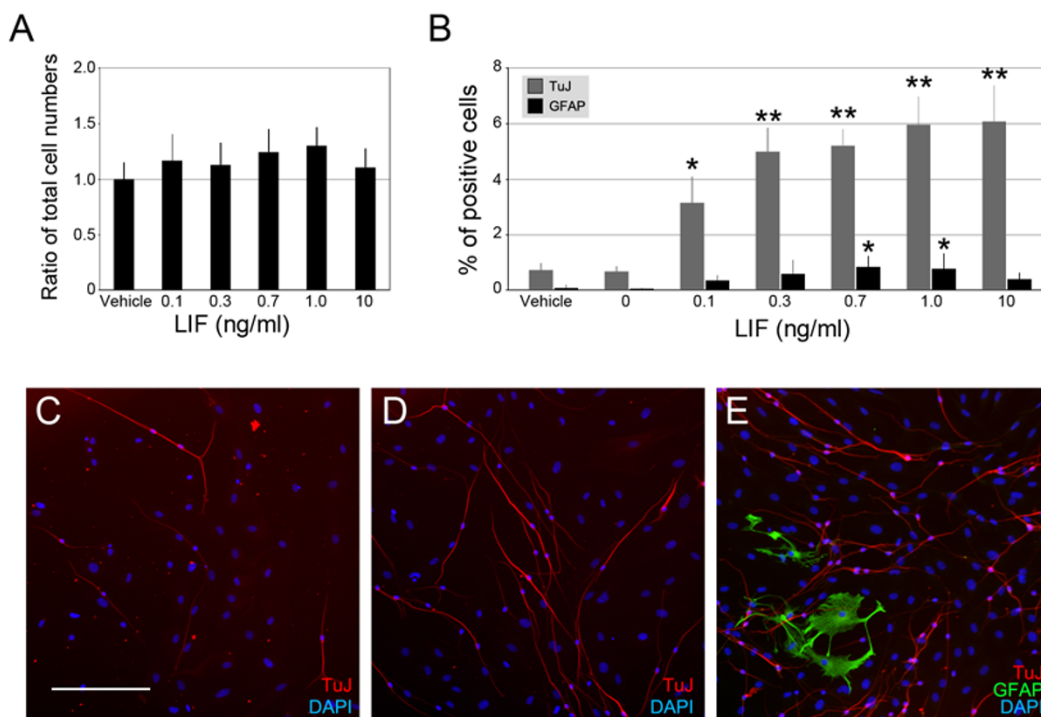 A
Ratio of total cell numbers
2.0
1.5
1.0
0.5
0
Vehicle 0.1 0.3 0.7 1.0 10
LIF (ng/ml)
B
% of positive cells
8
6
4
2
0
TuJ
GFAP
*
**
**
**
**
*
*
Vehicle 0 0.1 0.3 0.7 1.0 10
LIF (ng/ml)
C
TuJ
DAPI
D
TuJ
DAPI
E
TuJ
GFAP
DAPI